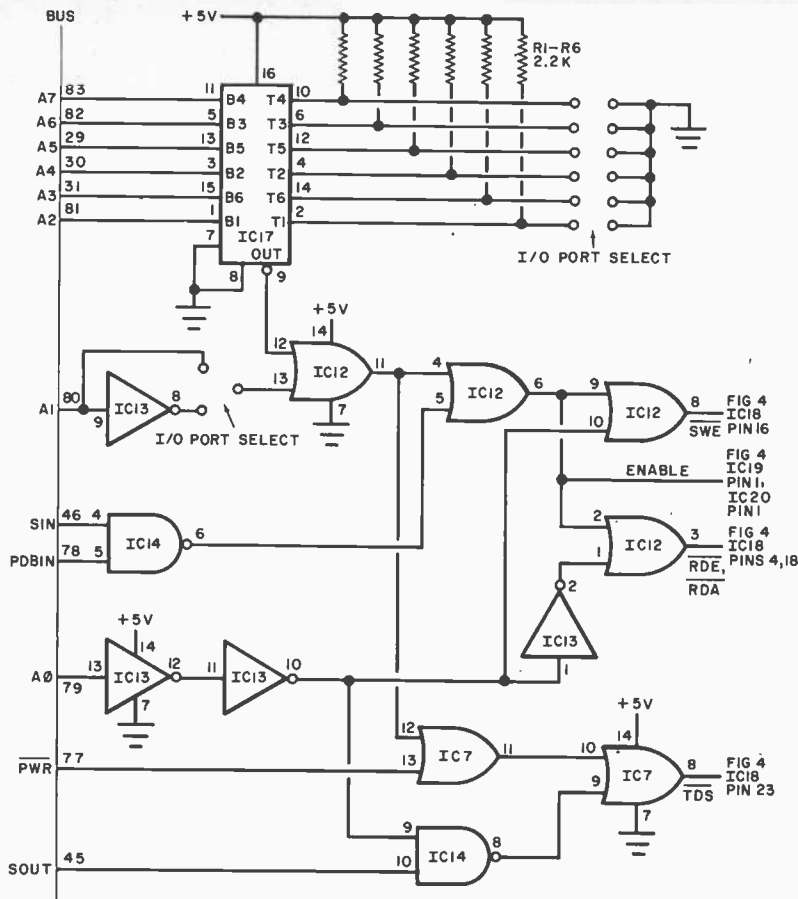 BUS
+5V
R1-R6
2.2K
16
A7 83 11 B4 T4 10
A6 82 5 B3 T3 6
A5 29 13 B5 T5 12
A4 30 3 B2 T2 4
A3 31 15 B6 T6 14
A2 81 1 B1 T1 2
7 IC17
OUT
8 9
I/O PORT SELECT
+5V
14
12
13 IC12 11
7
4
5 IC12 6
9
10 IC12 8
SWE
FIG 4
IC18
PIN 16
A1 80
9 IC13 8
I/O PORT SELECT
ENABLE
FIG 4
IC19
PIN 1,
IC20
PIN 1
SIN 46 4
IC14 6
PDBIN 78 5
2
1 IC12 3
RDE,
RDA
FIG 4
IC18
PINS 4,18
2
IC13
1
+5V
14
AØ 79 13 IC13 12 11 IC13 10
7
PWR 77
12
13 IC7 11
+5V
14
10
9 IC7 8
TDS
7
FIG 4
IC18
PIN 23
9
10 IC14 8
SOUT 45